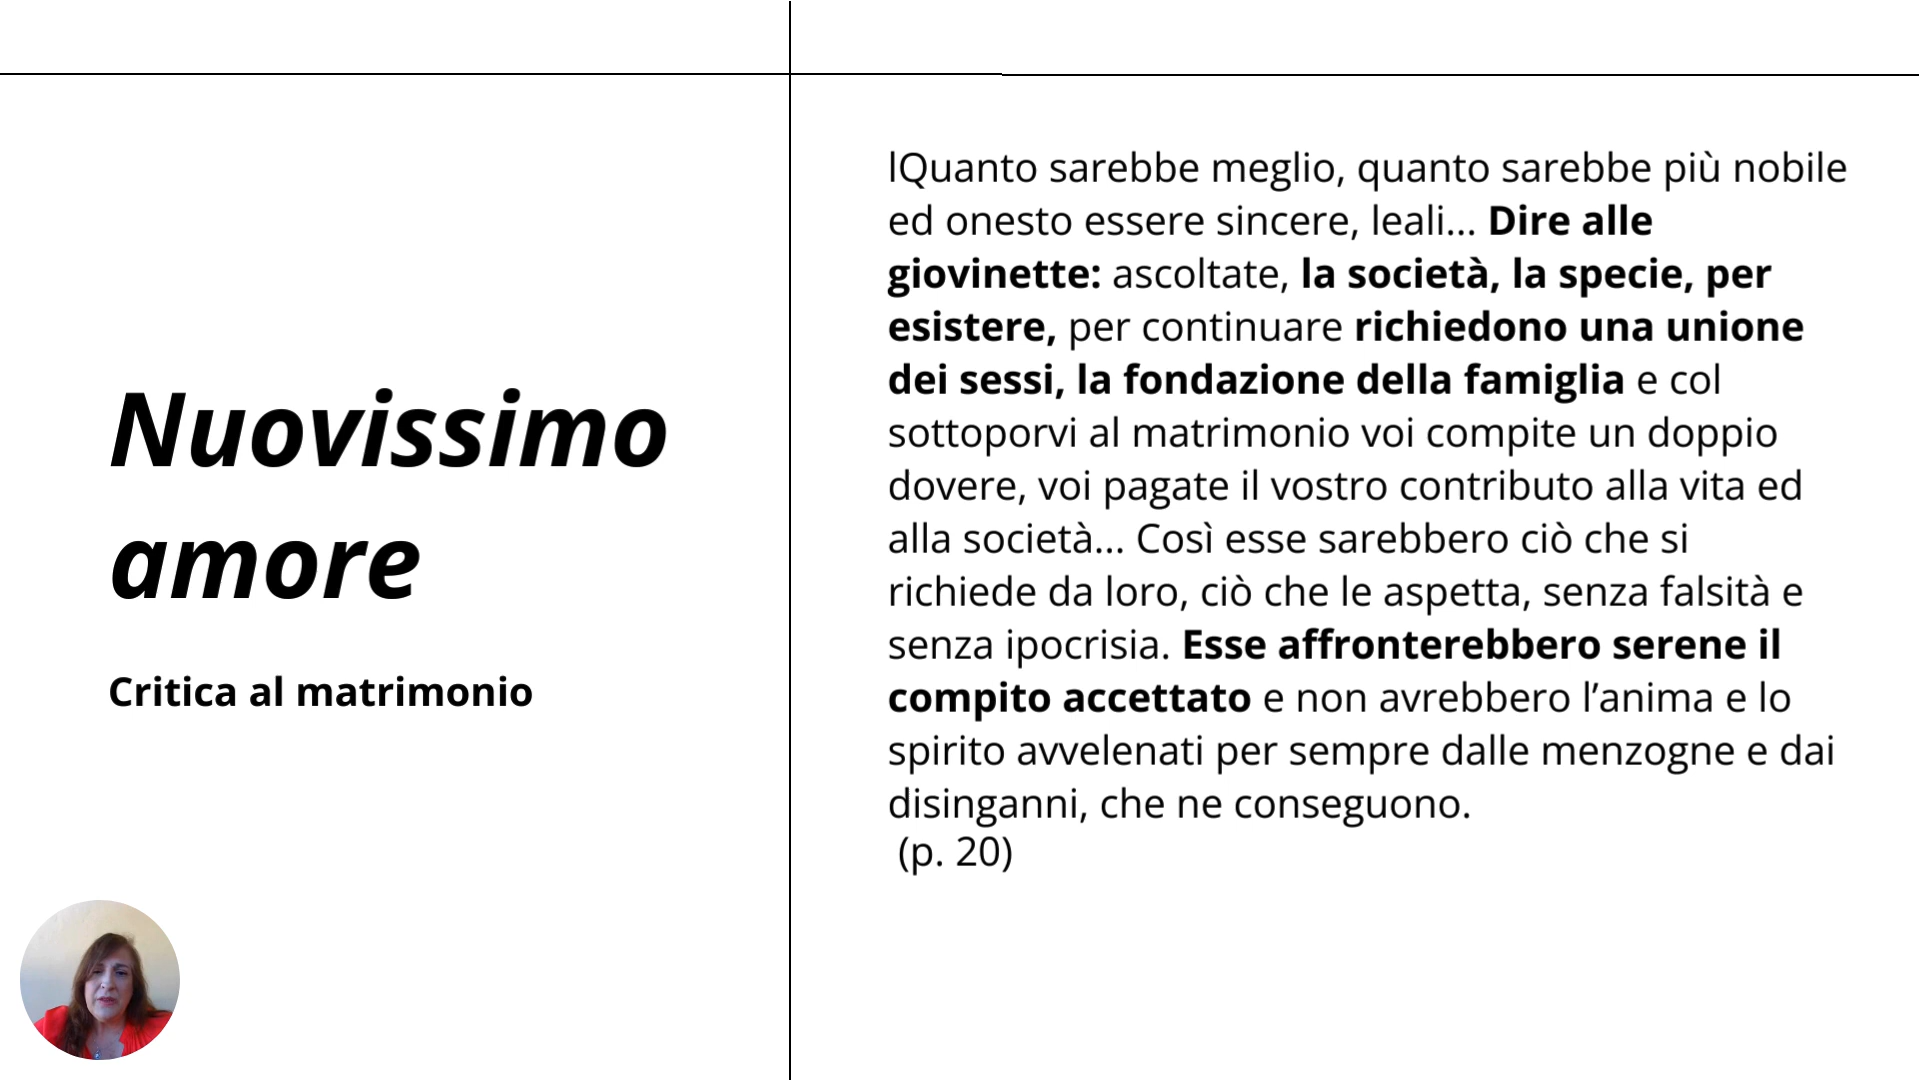 Nuovissimo
amore
Critica al matrimonio
lQuanto sarebbe meglio, quanto sarebbe più nobile
ed onesto essere sincere, leali... Dire alle
giovinette: ascoltate, la società, la specie, per
esistere, per continuare richiedono una unione
dei sessi, la fondazione della famiglia e col
sottoporvi al matrimonio voi compite un doppio
dovere, voi pagate il vostro contributo alla vita ed
alla società... Così esse sarebbero ciò che si
richiede da loro, ciò che le aspetta, senza falsità e
senza ipocrisia. Esse affronterebbero serene il
compito accettato e non avrebbero l’anima e lo
spirito avvelenati per sempre dalle menzogne e dai
disinganni, che ne conseguono.
(p. 20)